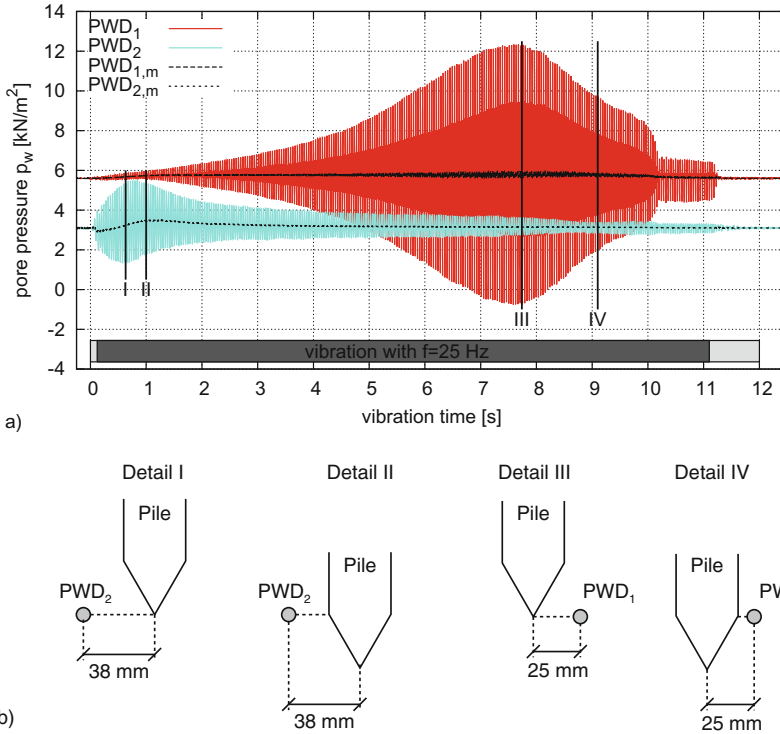 14
12
10
8
6
4
2
0
-2
-4
pore pressure p_w [kN/m²]
PWD₁
PWD₂
PWD₁,ₘ
PWD₂,ₘ
I II III IV
vibration with f=25 Hz
0 1 2 3 4 5 6 7 8 9 10 11 12
vibration time [s]
a)
Detail I Detail II Detail III Detail IV
Pile Pile Pile Pile
PWD₂ PWD₂ PWD₁
38 mm 38 mm 25 mm 25 mm
b)